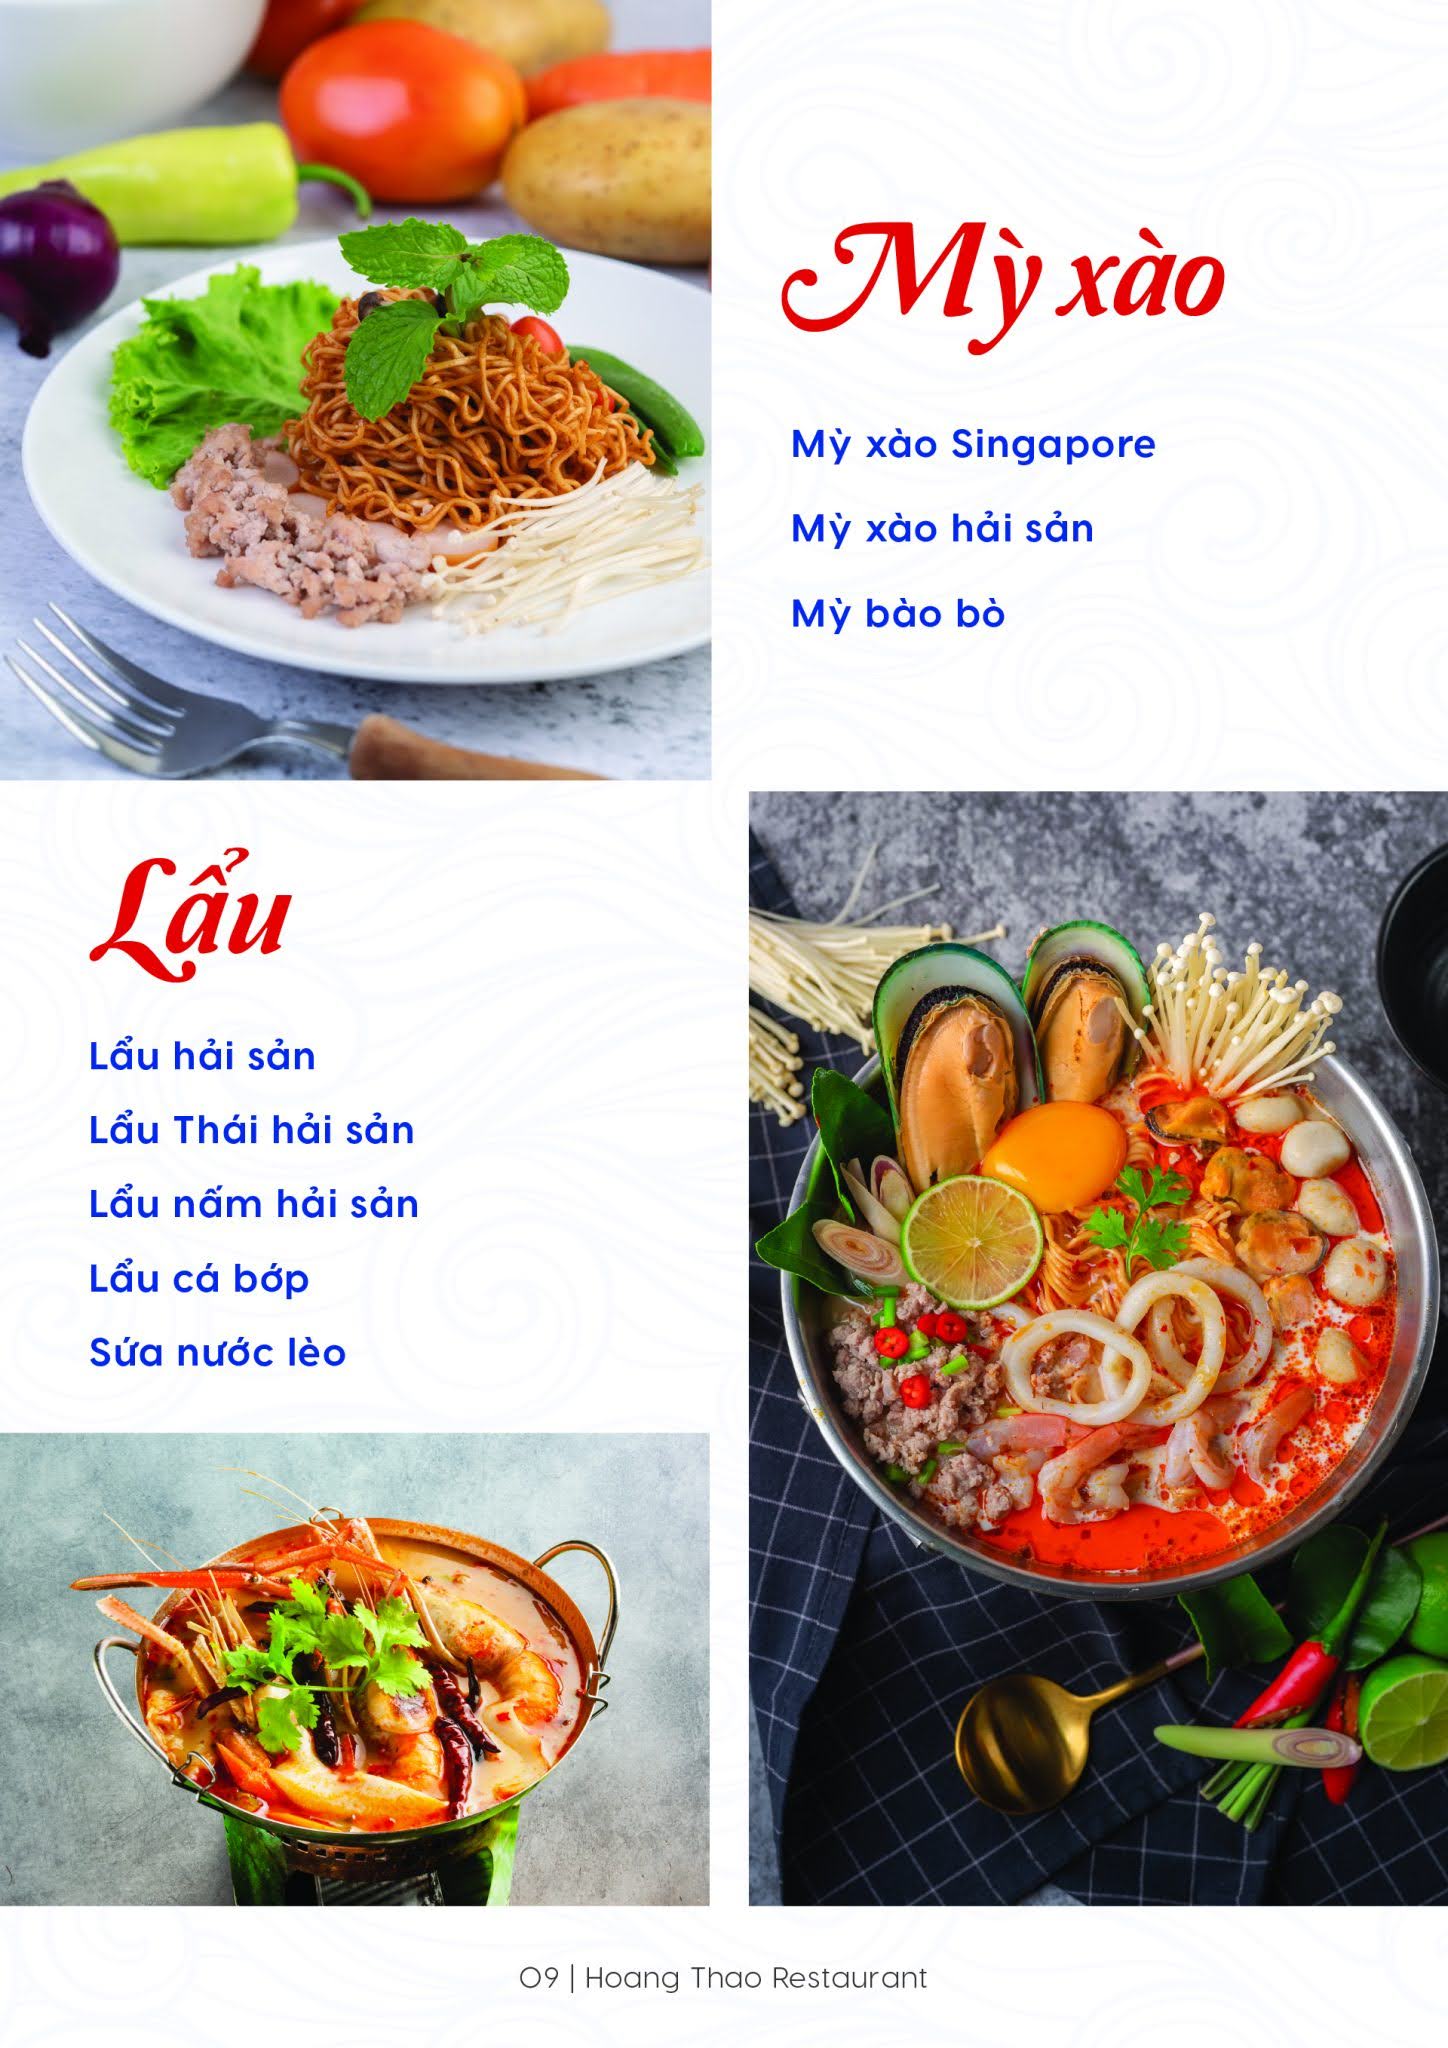 Mỳ xào
Mỳ xào Singapore
Mỳ xào hải sản
Mỳ bào bò
Lẩu
Lẩu hải sản
Lẩu Thái hải sản
Lẩu nấm hải sản
Lẩu cá bớp
Sứa nước lèo
09 | Hoang Thao Restaurant